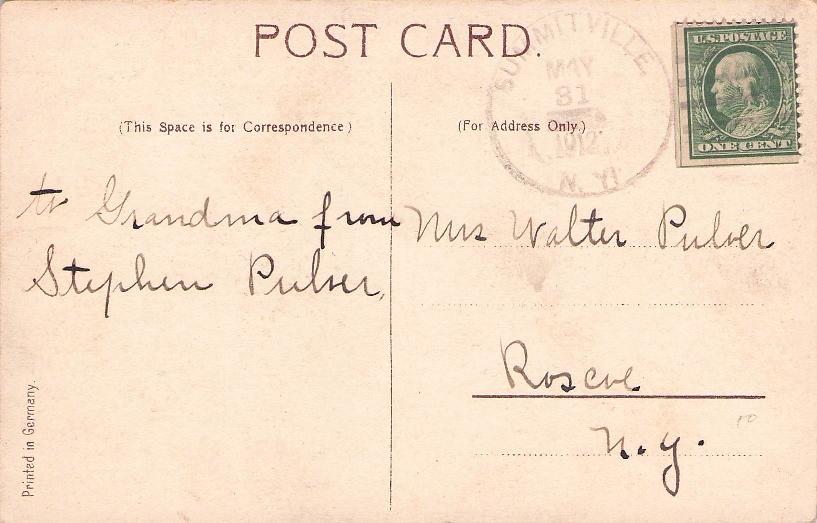 POST CARD.
SUMMITVILLE,
MAY
31
1912
N.Y.
U.S. POSTAGE
ONE CENT
(This Space is for Correspondence)
(For Address Only.)
to Grandma from
Stephen Pulver,
Mrs Walter Pulver
Roscoe
N.Y.
10
Printed in Germany.